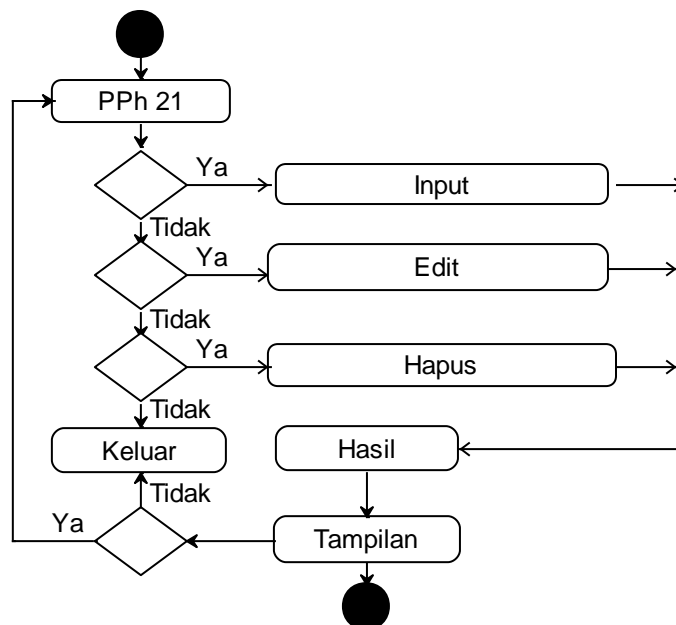 PPh 21
Ya
Input
Tidak
Ya
Edit
Tidak
Ya
Hapus
Tidak
Keluar
Hasil
Tidak
Ya
Tampilan